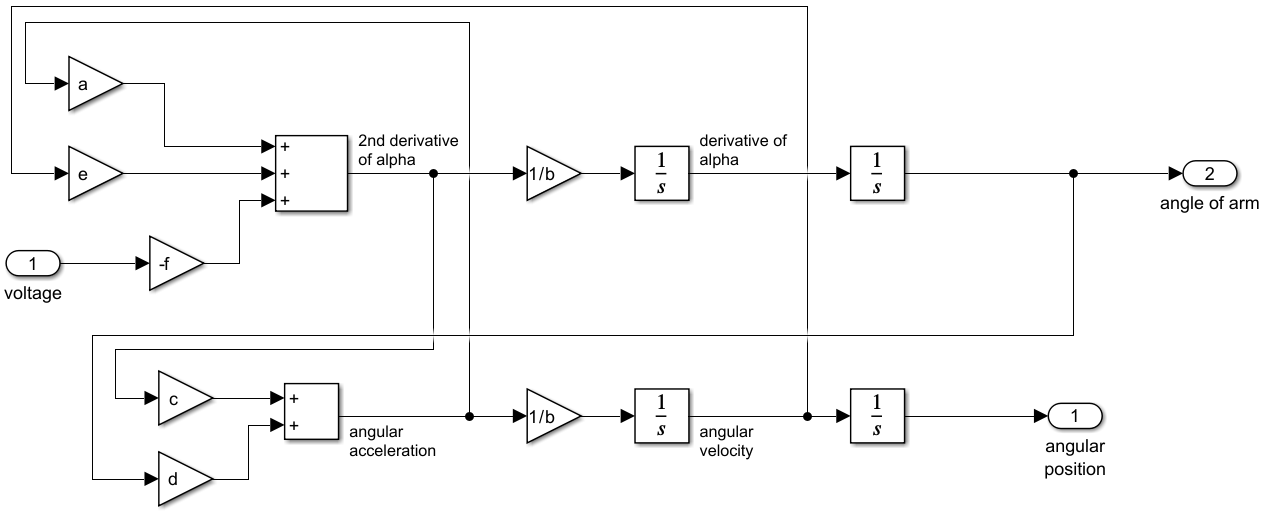 a
+
2nd derivative
of alpha
derivative of
alpha
e
+
1/b
1
s
1
s
2
+
angle of arm
1
-f
voltage
c
+
+
1/b
1
s
1
s
1
angular
acceleration
angular
velocity
angular
position
d